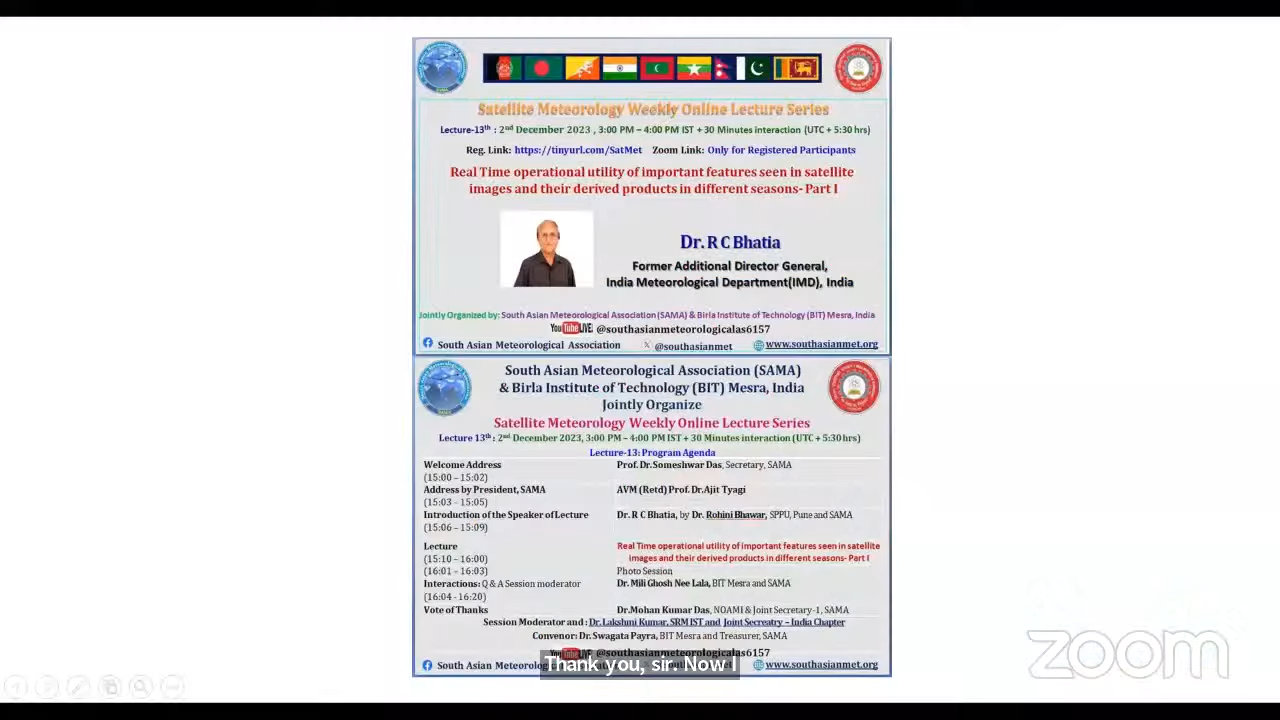 Satellite Meteorology Weekly Online Lecture Series
Lecture-13th : 2nd December 2023 , 3:00 PM – 4:00 PM IST + 30 Minutes interaction (UTC + 5:30 hrs)
Reg. Link: https://tinyurl.com/SatMet Zoom Link: Only for Registered Participants
Real Time operational utility of important features seen in satellite
images and their derived products in different seasons- Part I
Dr. R C Bhatia
Former Additional Director General,
India Meteorological Department(IMD), India
Jointly Organized by: South Asian Meteorological Association (SAMA) & Birla Institute of Technology (BIT) Mesra, India
YouTube LIVE: @southasianmeteorologicalas6157
South Asian Meteorological Association @southasianmet www.southasianmet.org
South Asian Meteorological Association (SAMA)
& Birla Institute of Technology (BIT) Mesra, India
Jointly Organize
Satellite Meteorology Weekly Online Lecture Series
Lecture 13th : 2nd December 2023, 3:00 PM – 4:00 PM IST + 30 Minutes interaction (UTC + 5:30 hrs)
Lecture-13: Program Agenda
Welcome Address Prof. Dr. Someshwar Das, Secretary, SAMA
(15:00 – 15:02)
Address by President, SAMA AVM (Retd) Prof. Dr. Ajit Tyagi
(15:03 – 15:05)
Introduction of the Speaker of Lecture Dr. R C Bhatia, by Dr. Rohini Bhawar, SPPU, Pune and SAMA
(15:06 – 15:09)
Lecture Real Time operational utility of important features seen in satellite
(15:10 – 16:00) images and their derived products in different seasons- Part I
(16:01 – 16:03) Photo Session
Interactions: Q & A Session moderator Dr. Mili Ghosh Nee Lala, BIT Mesra and SAMA
(16:04 - 16:20)
Vote of Thanks Dr. Mohan Kumar Das, NOAMI & Joint Secretary-1, SAMA
Session Moderator and : Dr. Lakshmi Kumar, SRM IST and Joint Secreatry – India Chapter
Convenor: Dr. Swagata Payra, BIT Mesra and Treasurer, SAMA
@southasianmeteorologicalas6157
South Asian www.southasianmet.org
Thank you, sir. Now I
zoom